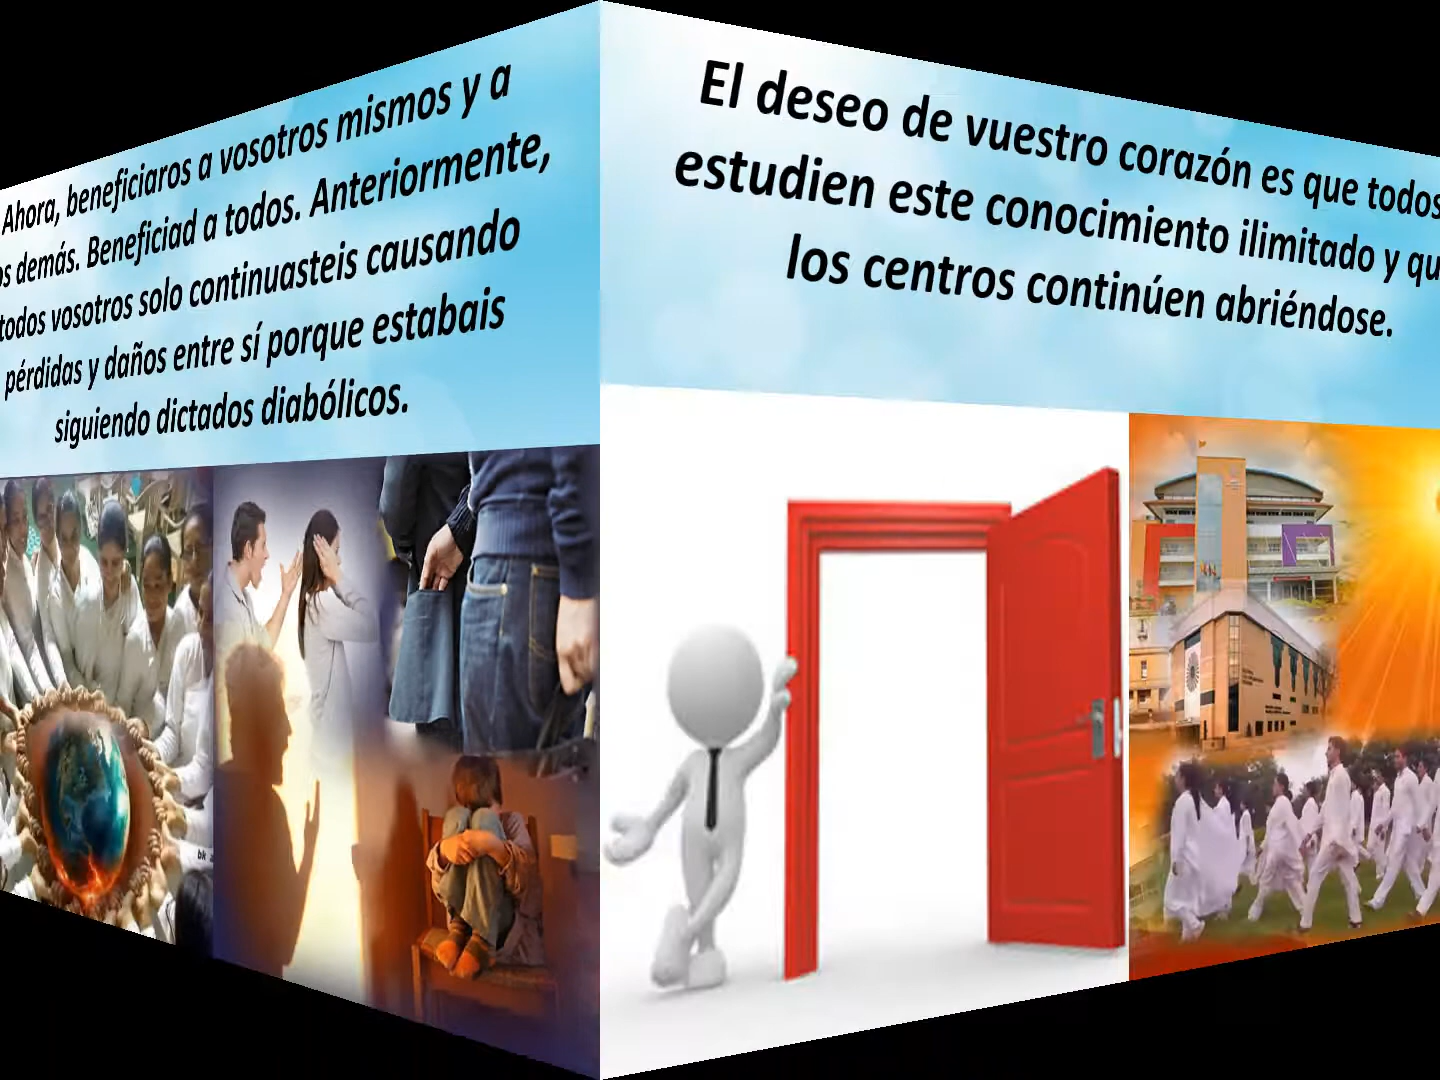 Ahora, beneficiaros a vosotros mismos y a
demás. Beneficiad a todos. Anteriormente,
todos vosotros solo continuasteis causando
pérdidas y daños entre sí porque estabais
siguiendo dictados diabólicos.
El deseo de vuestro corazón es que todos
estudien este conocimiento ilimitado y
los centros continúen abriéndose.
bk